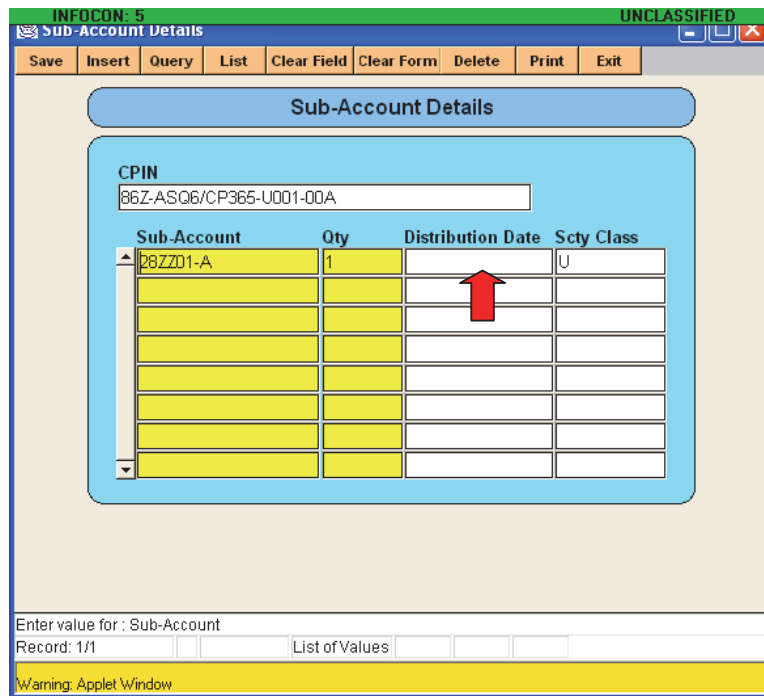 INFOCON: 5 UNCLASSIFIED
Sub-Account Details
Save Insert Query List Clear Field Clear Form Delete Print Exit
Sub-Account Details
CPIN
86Z-ASQ6/CP365-U001-00A
Sub-Account Qty Distribution Date Scty Class
28ZZ01-A 1 U
Enter value for : Sub-Account
Record: 1/1 List of Values
Warning: Applet Window